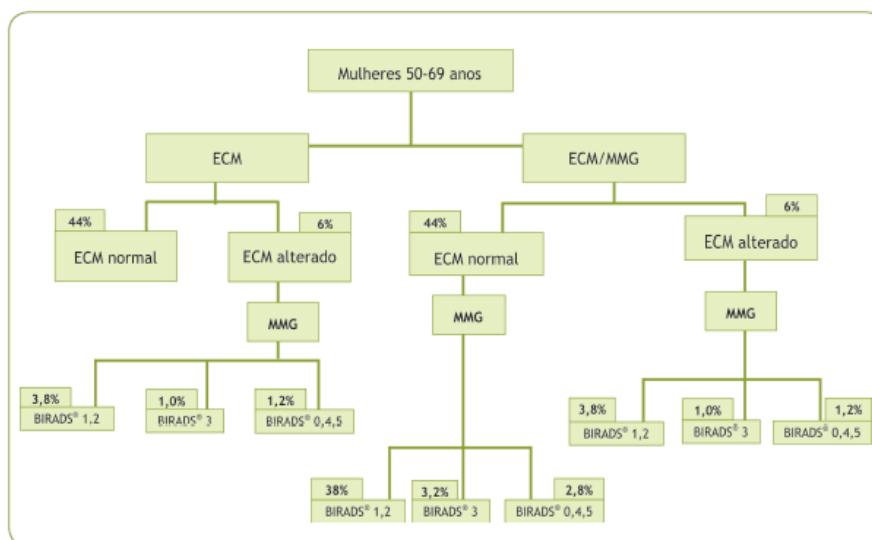 Mulheres 50-69 anos
ECM
ECM/MMG
44%
ECM normal
6%
ECM alterado
44%
ECM normal
6%
ECM alterado
MMG
MMG
MMG
3,8%
BIRADS® 1,2
1,0%
BIRADS® 3
1,2%
BIRADS® 0,4,5
3,8%
BIRADS® 1,2
1,0%
BIRADS® 3
1,2%
BIRADS® 0,4,5
38%
BIRADS® 1,2
3,2%
BIRADS® 3
2,8%
BIRADS® 0,4,5